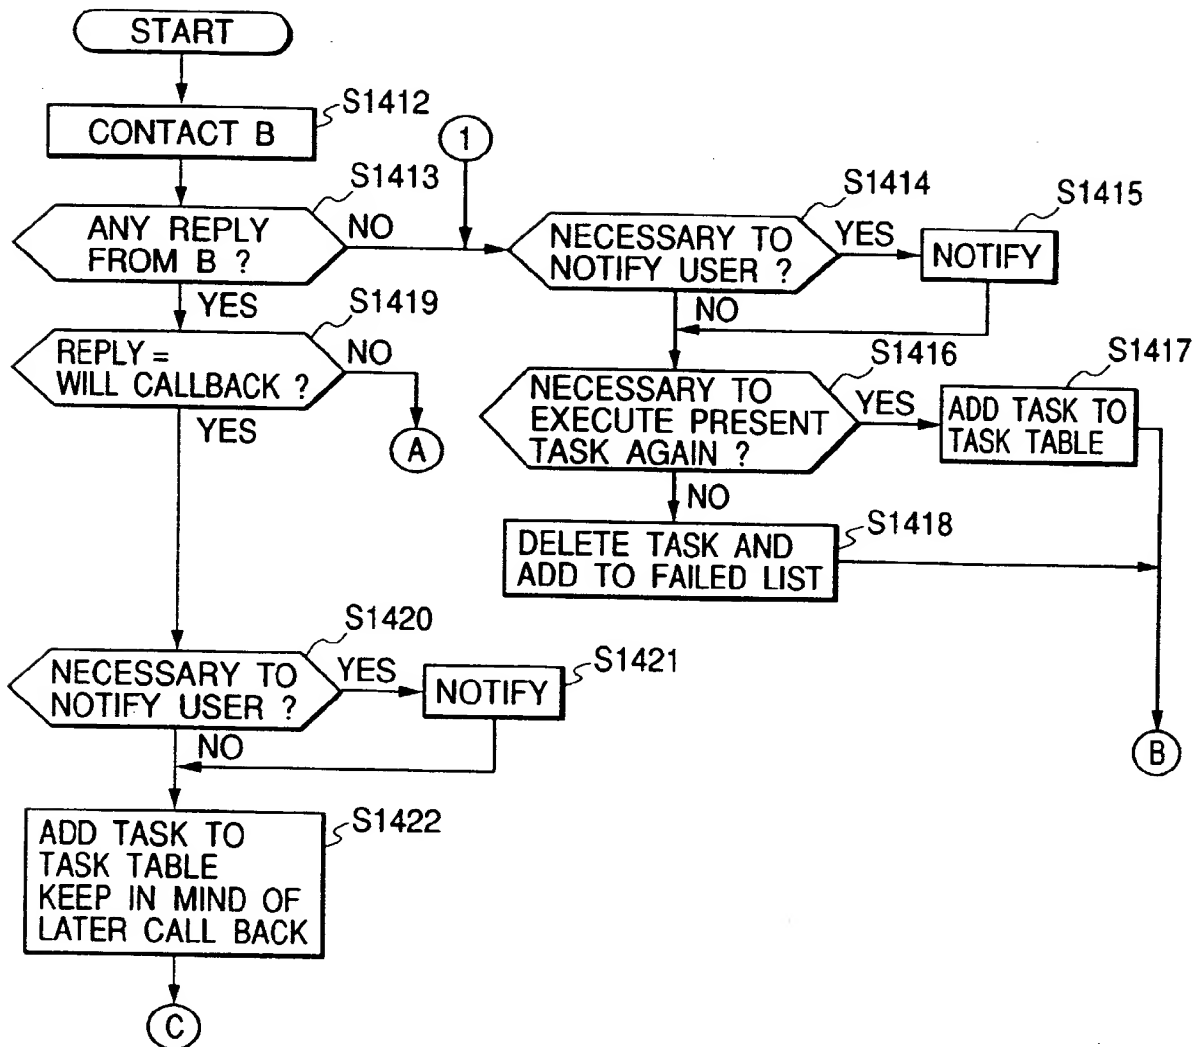 START
S1412
CONTACT B
1
S1413
ANY REPLY
FROM B ?
NO
YES
S1414
NECESSARY TO
NOTIFY USER ?
YES
NO
S1415
NOTIFY
S1419
REPLY =
WILL CALLBACK ?
NO
YES
A
S1416
NECESSARY TO
EXECUTE PRESENT
TASK AGAIN ?
YES
NO
S1417
ADD TASK TO
TASK TABLE
S1418
DELETE TASK AND
ADD TO FAILED LIST
B
S1420
NECESSARY TO
NOTIFY USER ?
YES
NO
S1421
NOTIFY
S1422
ADD TASK TO
TASK TABLE
KEEP IN MIND OF
LATER CALL BACK
C